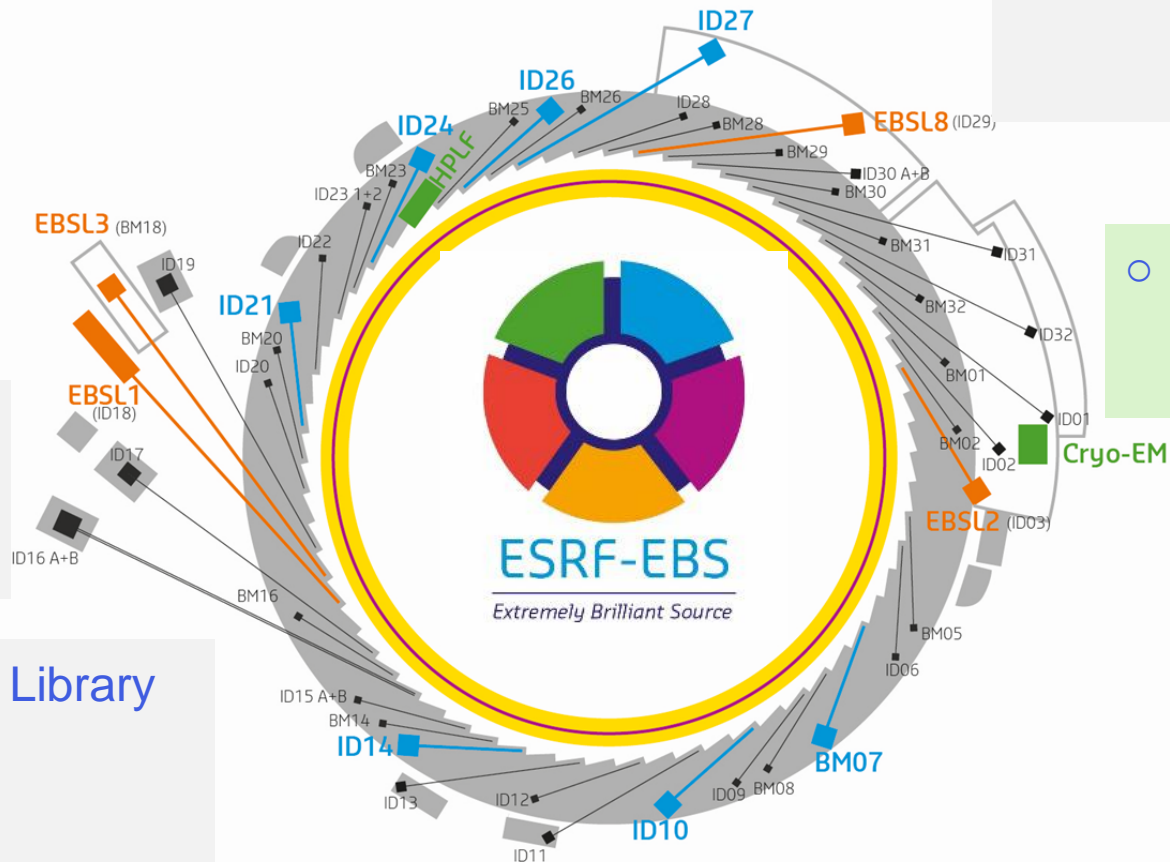 ID27
ID26
BM26
BM25
ID28
BM28
EBSL8 (ID29)
ID24
HPLF
BM29
BM23
ID30 A+B
ID23 1+2
BM30
EBSL3 (BM18)
ID22
BM31
ID31
ID19
ID21
BM32
ID32
BM20
ID20
BM01
EBSL1
(ID18)
ID01
BM02
ID02
Cryo-EM
ID17
EBSL2 (ID03)
ID16 A+B
ESRF-EBS
Extremely Brilliant Source
BM16
BM05
ID06
Library
ID15 A+B
BM14
ID14
BM07
ID13
ID12
ID09
BM08
ID10
ID11